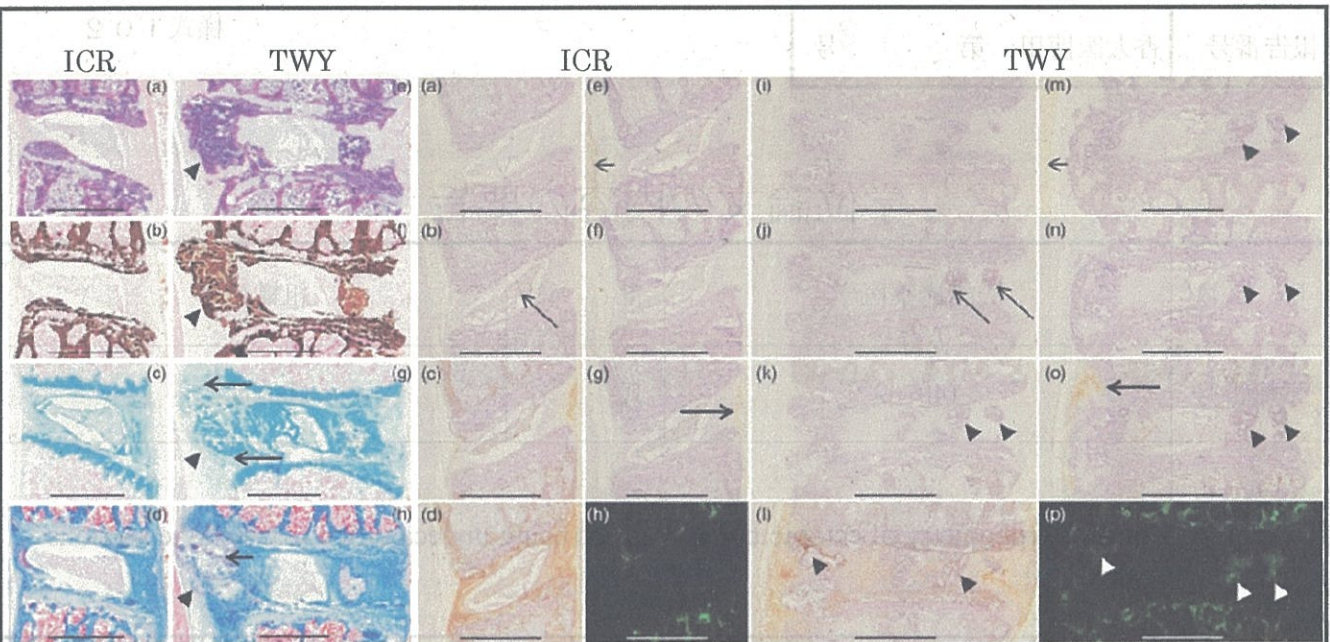 ICR TWY ICR TWY
(a) (e) (a) (e) (i) (m)
(b) (f) (b) (f) (j) (n)
(c) (g) (c) (g) (k) (o)
(d) (h) (d) (h) (l) (p)